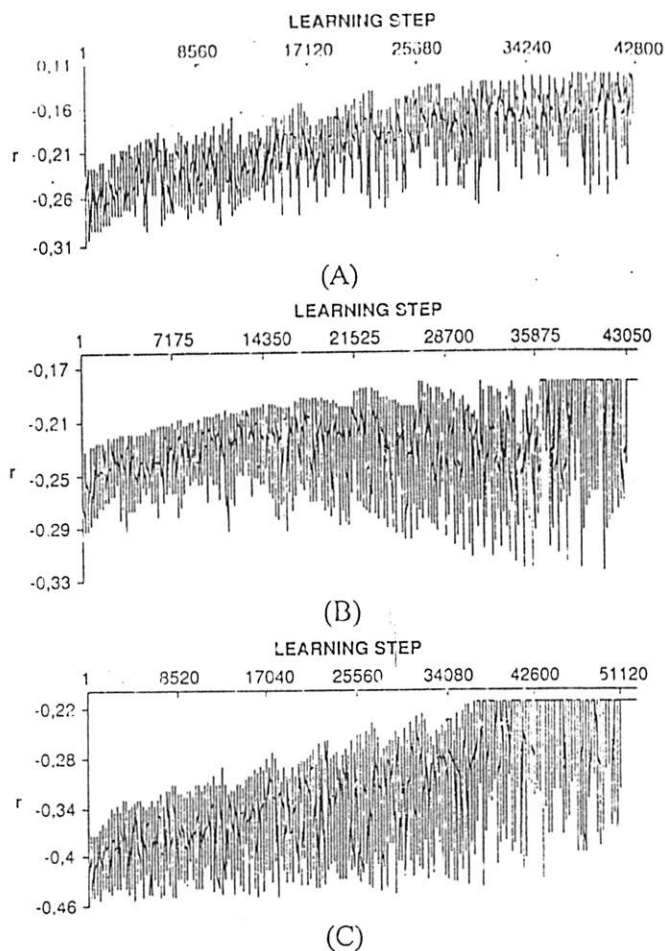 LEARNING STEP
1 8560 17120 25680 34240 42800
0,11
-0,16
-0,21
r
-0,26
-0,31
(A)
LEARNING STEP
1 7175 14350 21525 28700 35875 43050
-0,17
-0,21
-0,25
r
-0,29
-0,33
(B)
LEARNING STEP
1 8520 17040 25560 34080 42600 51120
-0,22
-0,28
-0,34
r
-0,4
-0,46
(C)